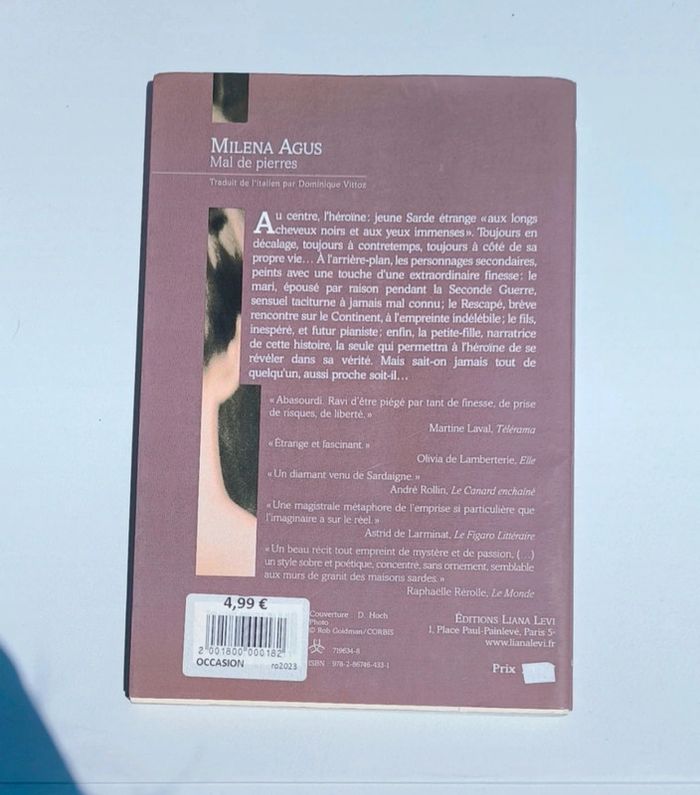 MILENA AGUS
Mal de pierres
Traduit de l'italien par Dominique Vittoz
Au centre, l'héroïne : jeune Sarde étrange « aux longs
cheveux noirs et aux yeux immenses ». Toujours en
décalage, toujours à contretemps, toujours à côté de sa
propre vie... À l'arrière-plan, les personnages secondaires,
peints avec une touche d'une extraordinaire finesse : le
mari, épousé par raison pendant la Seconde Guerre,
sensuel taciturne à jamais mal connu ; le Rescapé, brève
rencontre sur le Continent, à l'empreinte indélébile ; le fils,
inespéré, et futur pianiste ; enfin, la petite-fille, narratrice
de cette histoire, la seule qui permettra à l'héroïne de se
révéler dans sa vérité. Mais sait-on jamais tout de
quelqu'un, aussi proche soit-il...
« Abasourdi. Ravi d'être piégé par tant de finesse, de prise
de risques, de liberté. »
Martine Laval, Télérama
« Étrange et fascinant. »
Olivia de Lamberterie, Elle
« Un diamant venu de Sardaigne. »
André Rollin, Le Canard enchaîné
« Une magistrale métaphore de l'emprise si particulière que
l'imaginaire a sur le réel. »
Astrid de Larminat, Le Figaro Littéraire
« Un beau récit tout empreint de mystère et de passion, (...)
un style sobre et poétique, concentré, sans ornement, semblable
aux murs de granit des maisons sardes. »
Raphaëlle Rérolle, Le Monde
4,99 €
2 001800 000182
OCCASION ro2023
Couverture : D. Hoch
Photo
© Rob Goldman/CORBIS
719634-8
ISBN 978-2-86746-433-1
ÉDITIONS LIANA LEVI
1, Place Paul-Painlevé, Paris 5e
www.lianalevi.fr
Prix